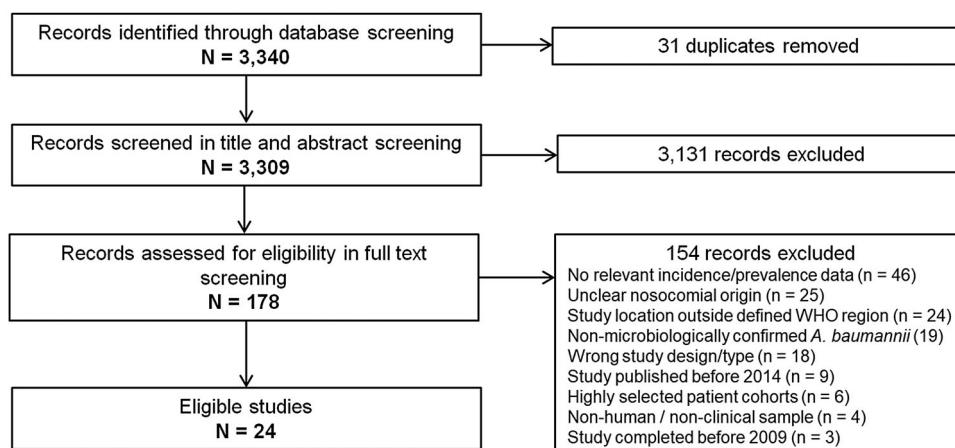 Records identified through database screening
N = 3,340
31 duplicates removed
Records screened in title and abstract screening
N = 3,309
3,131 records excluded
Records assessed for eligibility in full text
screening
N = 178
154 records excluded
No relevant incidence/prevalence data (n = 46)
Unclear nosocomial origin (n = 25)
Study location outside defined WHO region (n = 24)
Non-microbiologically confirmed A. baumannii (19)
Wrong study design/type (n = 18)
Study published before 2014 (n = 9)
Highly selected patient cohorts (n = 6)
Non-human / non-clinical sample (n = 4)
Study completed before 2009 (n = 3)
Eligible studies
N = 24